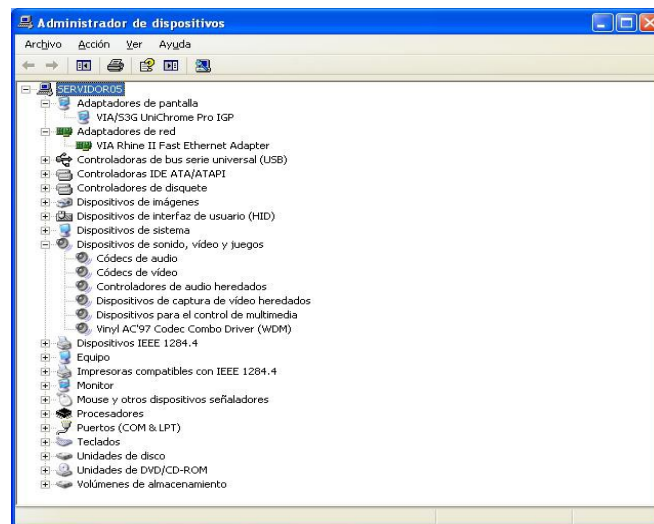 Administrador de dispositivos
Archivo Acción Ver Ayuda
SERVIDOR05
Adaptadores de pantalla
VIA/S3G UniChrome Pro IGP
Adaptadores de red
VIA Rhine II Fast Ethernet Adapter
Controladoras de bus serie universal (USB)
Controladoras IDE ATA/ATAPI
Controladores de disquete
Dispositivos de imágenes
Dispositivos de interfaz de usuario (HID)
Dispositivos de sistema
Dispositivos de sonido, vídeo y juegos
Códecs de audio
Códecs de vídeo
Controladores de audio heredados
Dispositivos de captura de vídeo heredados
Dispositivos para el control de multimedia
Vinyl AC'97 Codec Combo Driver (WDM)
Dispositivos IEEE 1284.4
Equipo
Impresoras compatibles con IEEE 1284.4
Monitor
Mouse y otros dispositivos señaladores
Procesadores
Puertos (COM & LPT)
Teclados
Unidades de disco
Unidades de DVD/CD-ROM
Volúmenes de almacenamiento